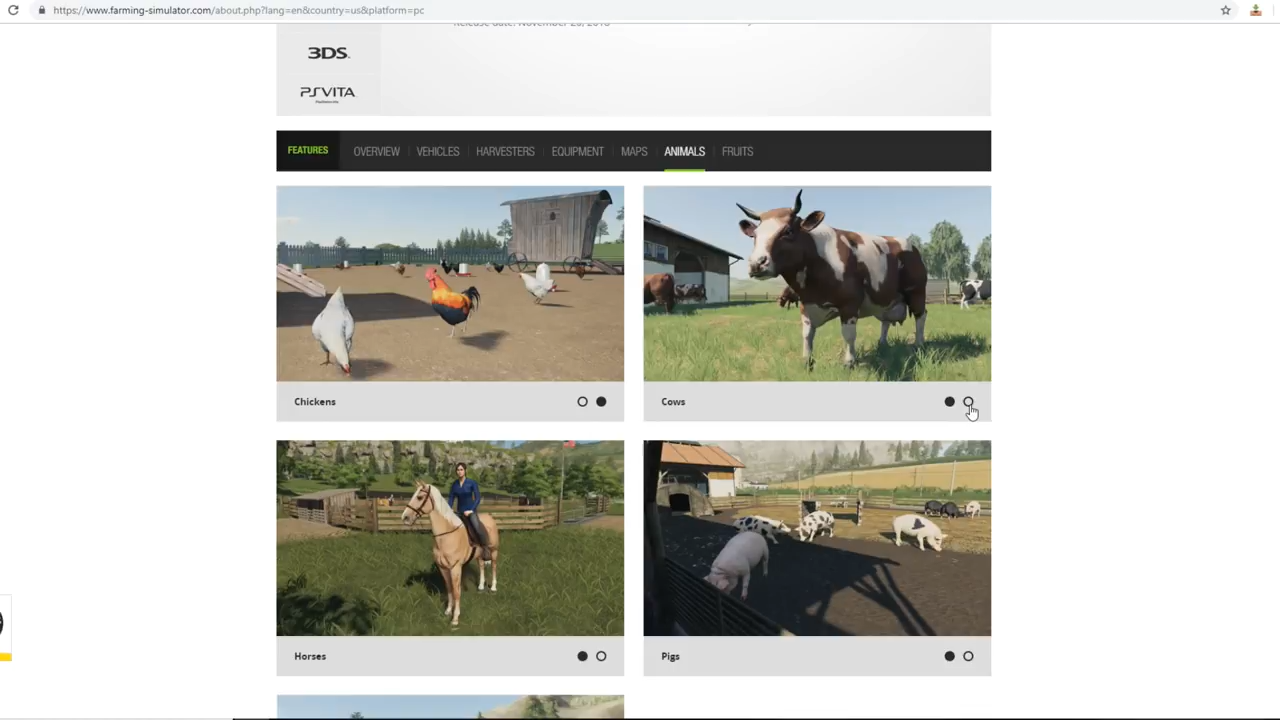 https://www.farming-simulator.com/about.php?lang=en&country=us&platform=pc
3DS
PSVITA
FEATURES OVERVIEW VEHICLES HARVESTERS EQUIPMENT MAPS ANIMALS FRUITS
Chickens
Cows
Horses
Pigs